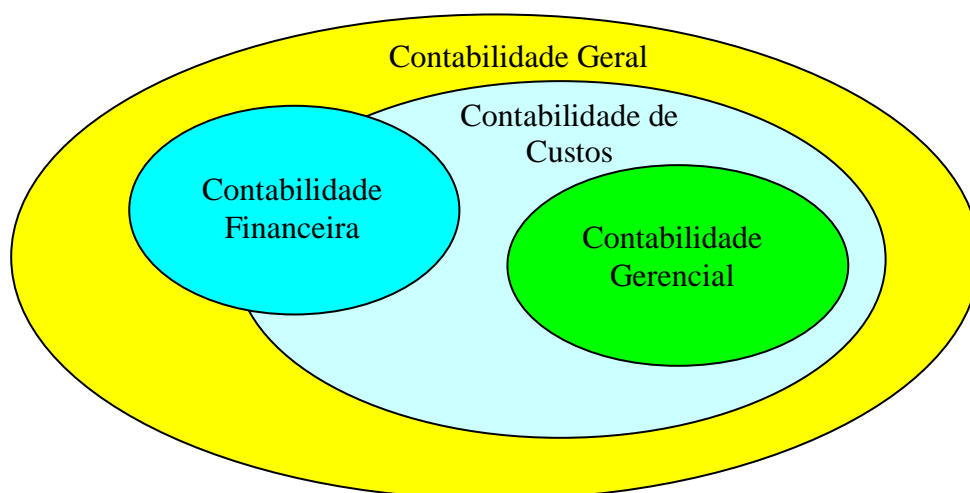 Contabilidade Geral
Contabilidade de
Custos
Contabilidade
Financeira
Contabilidade
Gerencial